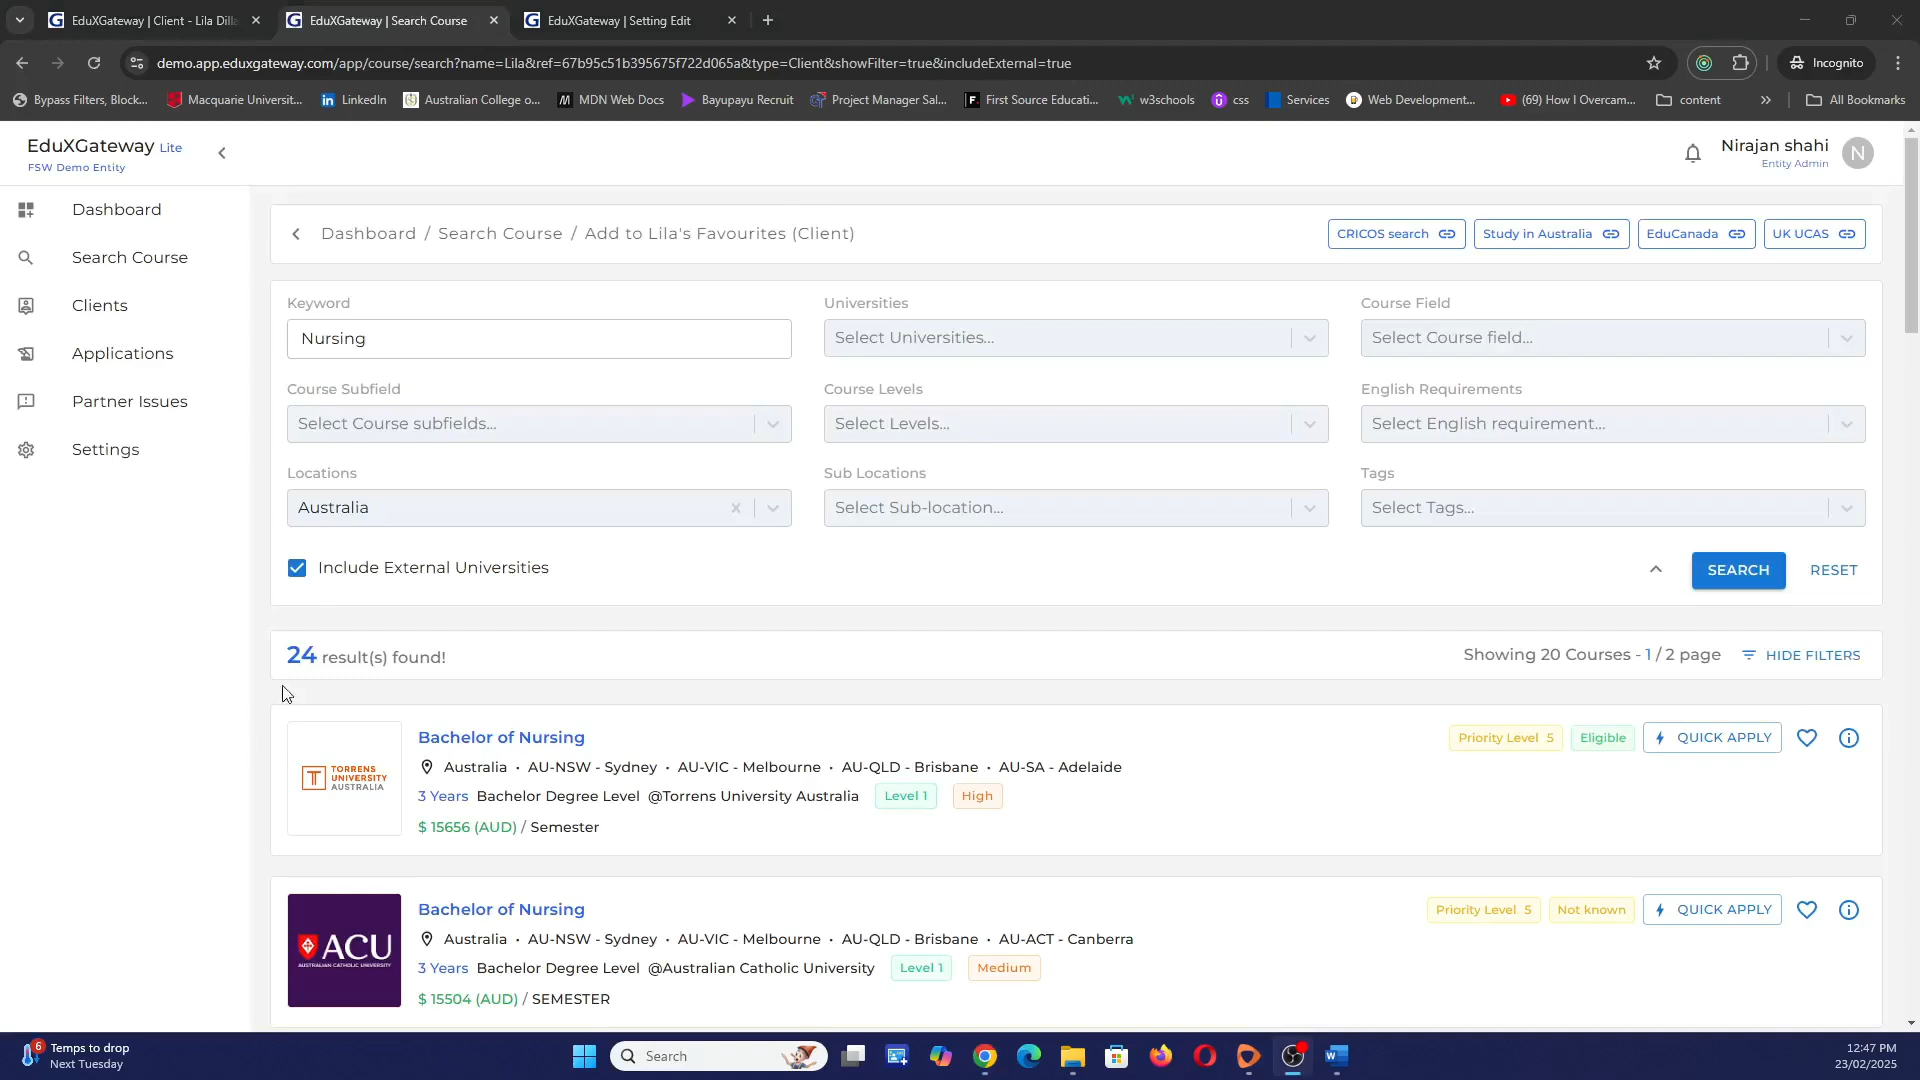 EduXGateway | Client - Lila Dilla
EduXGateway | Search Course
EduXGateway | Setting Edit
demo.app.eduxgateway.com/app/course/search?name=Lila&ref=67b95c51b395675f722d065a&type=Client&showFilter=true&includeExternal=true
Incognito
Bypass Filters, Block...
Macquarie Universit...
LinkedIn
Australian College o...
MDN Web Docs
Bayupayu Recruit
Project Manager Sal...
First Source Educati...
w3schools
css
Services
Web Development...
(69) How I Overcam...
content
All Bookmarks
EduXGateway Lite
FSW Demo Entity
Nirajan shahi
Entity Admin
N
Dashboard
Search Course
Clients
Applications
Partner Issues
Settings
Dashboard / Search Course / Add to Lila's Favourites (Client)
CRICOS search
Study in Australia
EduCanada
UK UCAS
Keyword
Universities
Course Field
Nursing
Select Universities...
Select Course field...
Course Subfield
Course Levels
English Requirements
Select Course subfields...
Select Levels...
Select English requirement...
Locations
Sub Locations
Tags
Australia
Select Sub-location...
Select Tags...
Include External Universities
SEARCH
RESET
24 result(s) found!
Showing 20 Courses - 1 / 2 page
HIDE FILTERS
TORRENS
UNIVERSITY
AUSTRALIA
Bachelor of Nursing
Priority Level 5
Eligible
QUICK APPLY
Australia • AU-NSW - Sydney • AU-VIC - Melbourne • AU-QLD - Brisbane • AU-SA - Adelaide
3 Years Bachelor Degree Level @Torrens University Australia Level 1 High
$ 15656 (AUD) / Semester
ACU
AUSTRALIAN CATHOLIC UNIVERSITY
Bachelor of Nursing
Priority Level 5
Not known
QUICK APPLY
Australia • AU-NSW - Sydney • AU-VIC - Melbourne • AU-QLD - Brisbane • AU-ACT - Canberra
3 Years Bachelor Degree Level @Australian Catholic University Level 1 Medium
$ 15504 (AUD) / SEMESTER
6
Temps to drop
Next Tuesday
Search
12:47 PM
23/02/2025